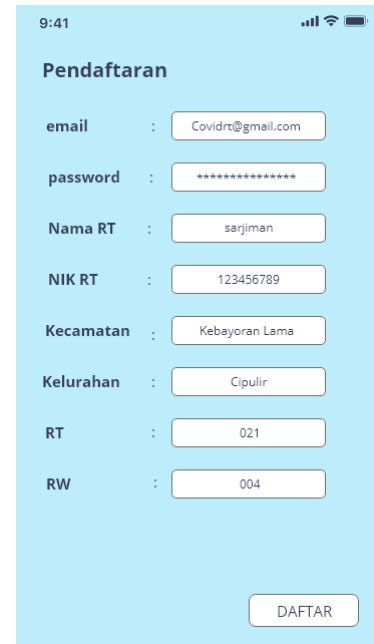 9:41
Pendaftaran
email : Covidrt@gmail.com
password : ***************
Nama RT : sarjiman
NIK RT : 123456789
Kecamatan : Kebayoran Lama
Kelurahan : Cipulir
RT : 021
RW : 004
DAFTAR